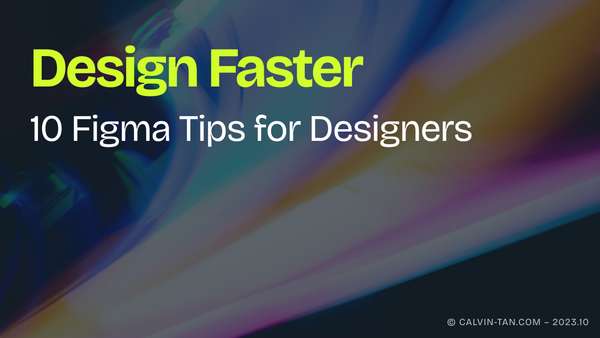 Design Faster
10 Figma Tips for Designers
© CALVIN-TAN.COM – 2023.10